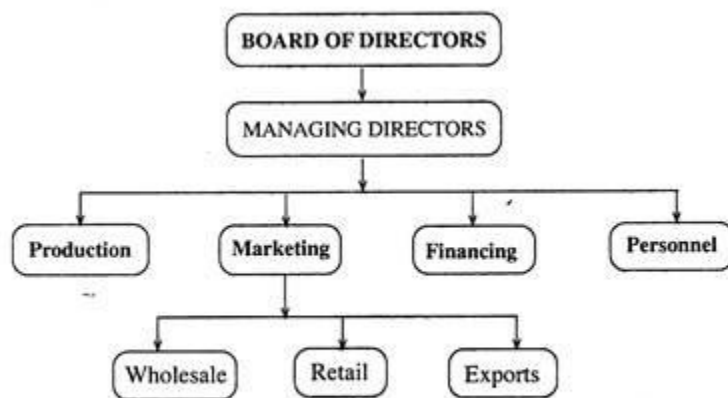 BOARD OF DIRECTORS
MANAGING DIRECTORS
Production
Marketing
Financing
Personnel
Wholesale
Retail
Exports